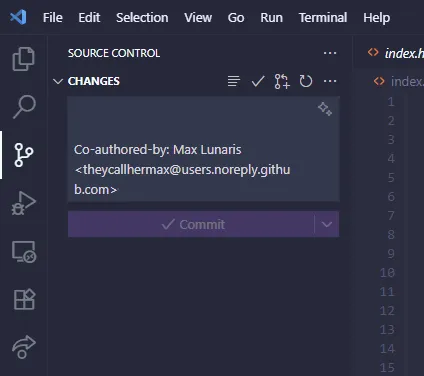 File Edit Selection View Go Run Terminal Help
SOURCE CONTROL
index.h
CHANGES
index.
Co-authored-by: Max Lunaris
<theycallhermax@users.noreply.githu
b.com>
Commit
1
2
3
4
5
6
7
8
9
10
11
12
13
14
15